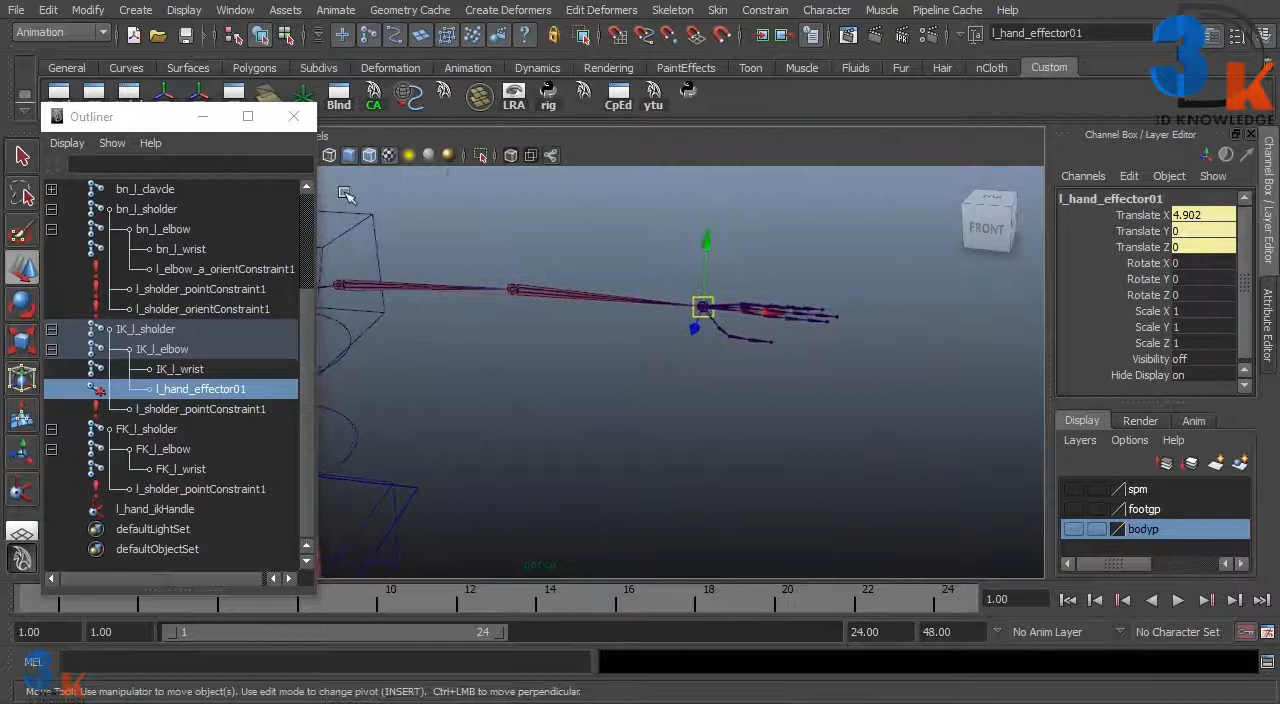 File Edit Modify Create Display Window Assets Animate Geometry Cache Create Deformers Edit Deformers Skeleton Skin Constrain Character Muscle Pipeline Cache Help
Animation
l_hand_effector01
General Curves Surfaces Polygons Subdivs Deformation Animation Dynamics Rendering PaintEffects Toon Muscle Fluids Fur Hair nCloth Custom
Blnd CA LRA rig CpEd ytu
3D KNOWLEDGE
Outliner
Display Show Help
bn_l_clavcle
bn_l_sholder
bn_l_elbow
bn_l_wrist
l_elbow_a_orientConstraint1
l_sholder_pointConstraint1
l_sholder_orientConstraint1
IK_l_sholder
IK_l_elbow
IK_l_wrist
l_hand_effector01
l_sholder_pointConstraint1
FK_l_sholder
FK_l_elbow
FK_l_wrist
l_sholder_pointConstraint1
l_hand_ikHandle
defaultLightSet
defaultObjectSet
FRONT
persp
Channel Box / Layer Editor
Channels Edit Object Show
l_hand_effector01
Translate X 4.902
Translate Y 0
Translate Z 0
Rotate X 0
Rotate Y 0
Rotate Z 0
Scale X 1
Scale Y 1
Scale Z 1
Visibility off
Hide Display on
Display Render Anim
Layers Options Help
spm
footgp
bodyp
Channel Box / Layer Editor
Attribute Editor
10 12 14 16 18 20 22 24
1.00
1.00 1.00 1 24 24.00 48.00 No Anim Layer No Character Set
MEL
Move Tool: Use manipulator to move object(s). Use edit mode to change pivot (INSERT). Ctrl+LMB to move perpendicular.